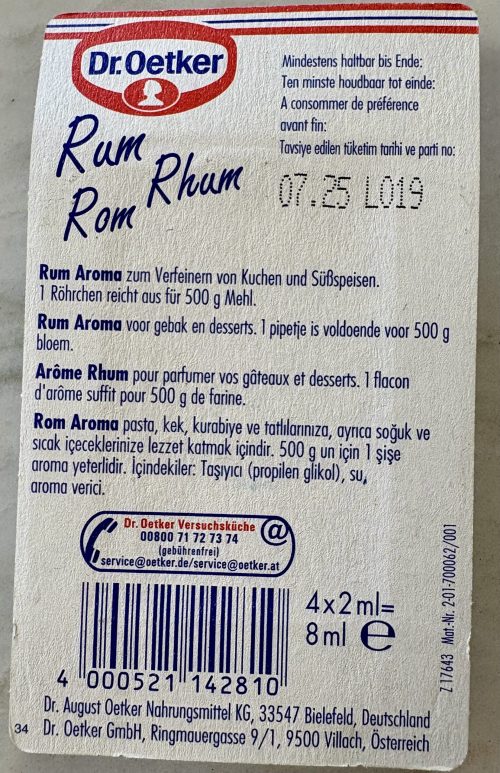 Dr.Oetker
Mindestens haltbar bis Ende:
Ten minste houdbaar tot einde:
A consommer de préférence
avant fin:
Tavsiye edilen tüketim tarihi ve parti no:
07.25 L019
Rum
Rhum
Rom
Rum Aroma zum Verfeinern von Kuchen und Süßspeisen.
1 Röhrchen reicht aus für 500 g Mehl.
Rum Aroma voor gebak en desserts. 1 pipetje is voldoende voor 500 g
bloem.
Arôme Rhum pour parfumer vos gâteaux et desserts. 1 flacon
d'arôme suffit pour 500 g de farine.
Rom Aroma pasta, kek, kurabiye ve tatlılarınıza, ayrıca soğuk ve
sıcak içeceklerinize lezzet katmak içindir. 500 g un için 1 şişe
aroma yeterlidir. İçindekiler: Taşıyıcı (propilen glikol), su,
aroma verici.
Dr. Oetker Versuchsküche @
00800 71 72 73 74
(gebührenfrei)
service@oetker.de/service@oetker.at
4x2 ml=
8 ml e
4 000521 142810
Z 17643 Mat.-Nr. 2-01-700062/001
Dr. August Oetker Nahrungsmittel KG, 33547 Bielefeld, Deutschland
34 Dr. Oetker GmbH, Ringmauergasse 9/1, 9500 Villach, Österreich